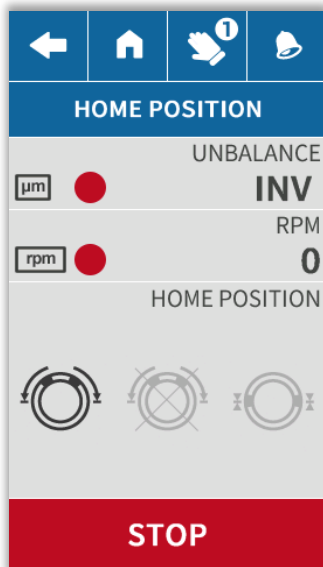 1
HOME POSITION
UNBALANCE
µm INV
RPM
rpm 0
HOME POSITION
STOP